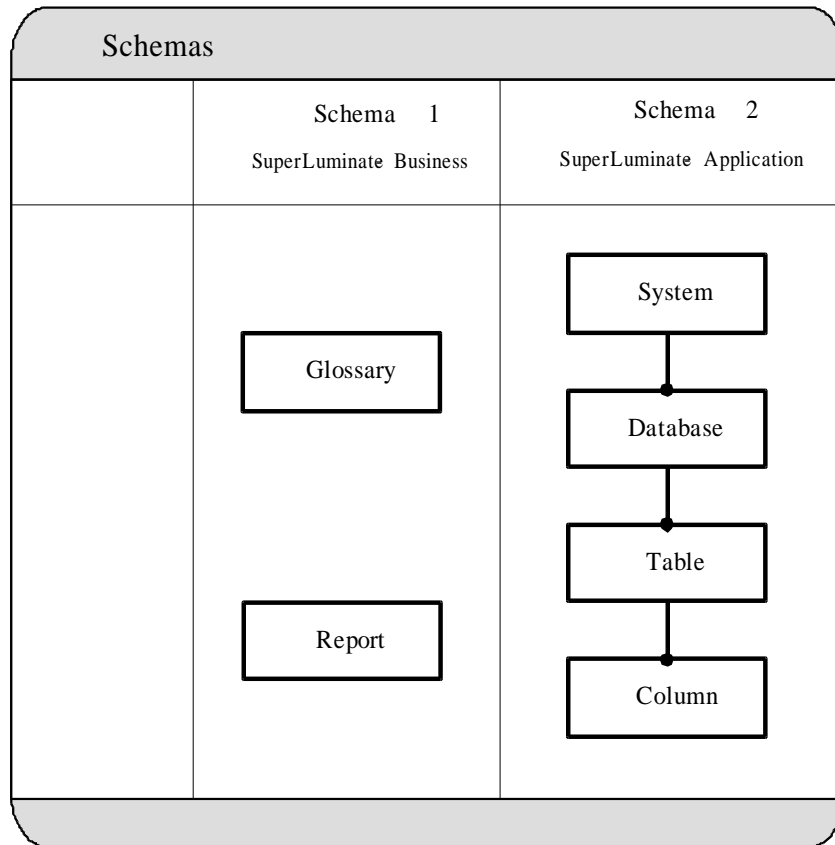 Schemas
Schema 1
SuperLuminate Business
Schema 2
SuperLuminate Application
Glossary
Report
System
Database
Table
Column